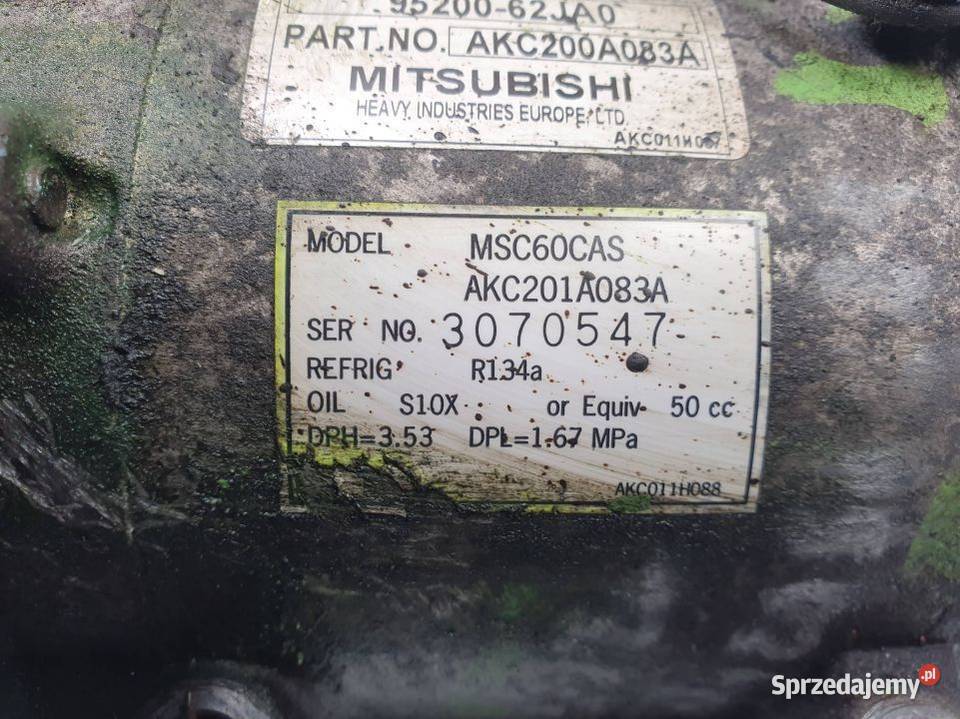 95200-62JA0
PART.NO. AKC200A083A
MITSUBISHI
HEAVY INDUSTRIES EUROPE, LTD.
AKC011H087
MODEL MSC60CAS
AKC201A083A
SER NO. 3070547
REFRIG R134a
OIL S10X or Equiv 50 cc
DPH=3.53 DPL=1.67 MPa
AKC011H088
Sprzedajemy.pl